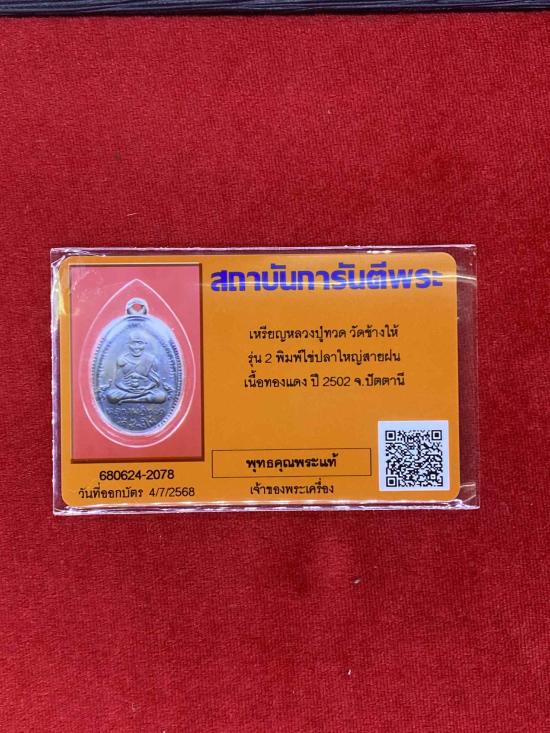 สถาบันการันตีพระ
เหรียญหลวงปู่ทวด วัดช้างให้
รุ่น 2 พิมพ์ไข่ปลาใหญ่สายฝน
เนื้อทองแดง ปี 2502 จ.ปัตตานี
พุทธคุณพระแท้
เจ้าของพระเครื่อง
680624-2078
วันที่ออกบัตร 4/7/2568